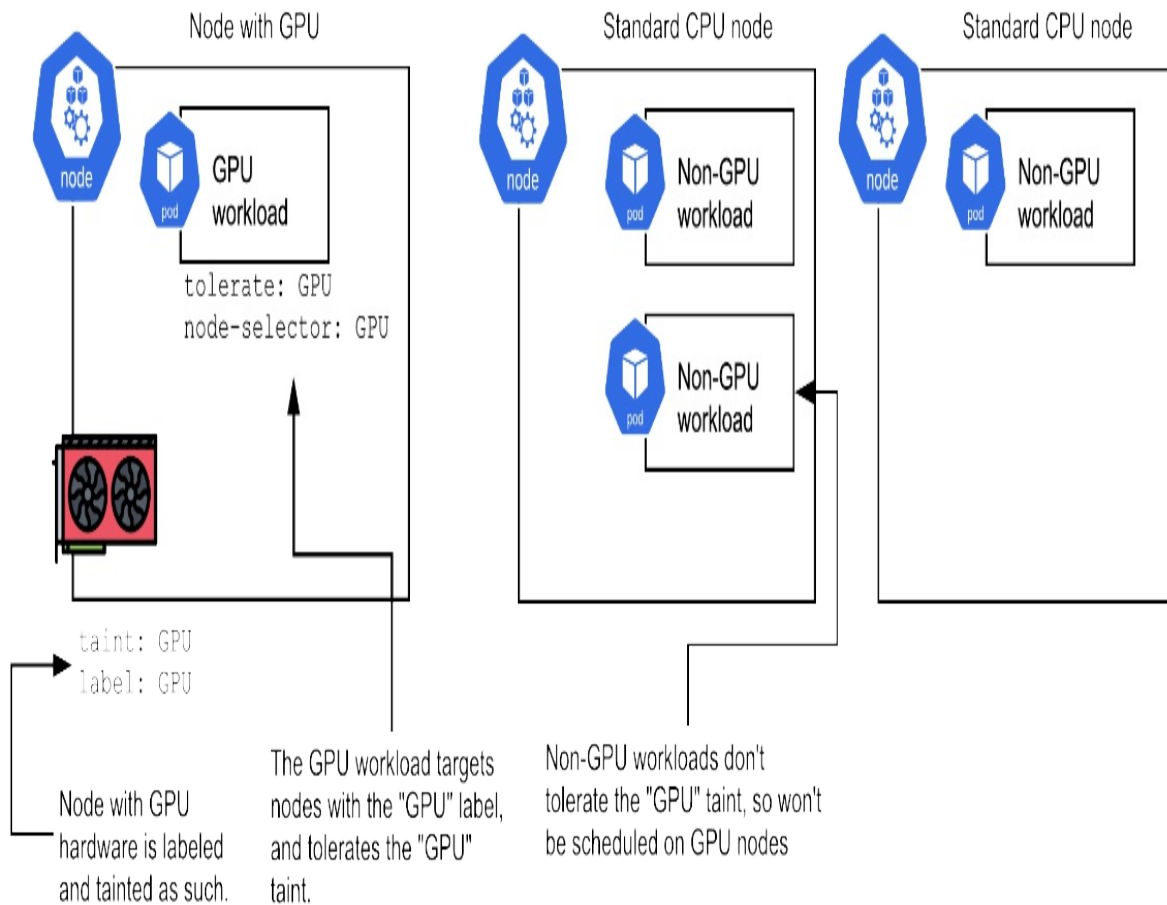 Node with GPU
Standard CPU node
Standard CPU node
node
pod
GPU
workload
tolerate: GPU
node-selector: GPU
taint: GPU
label: GPU
node
pod
Non-GPU
workload
pod
Non-GPU
workload
node
pod
Non-GPU
workload
Node with GPU
hardware is labeled
and tainted as such.
The GPU workload targets
nodes with the "GPU" label,
and tolerates the "GPU"
taint.
Non-GPU workloads don't
tolerate the "GPU" taint, so won't
be scheduled on GPU nodes